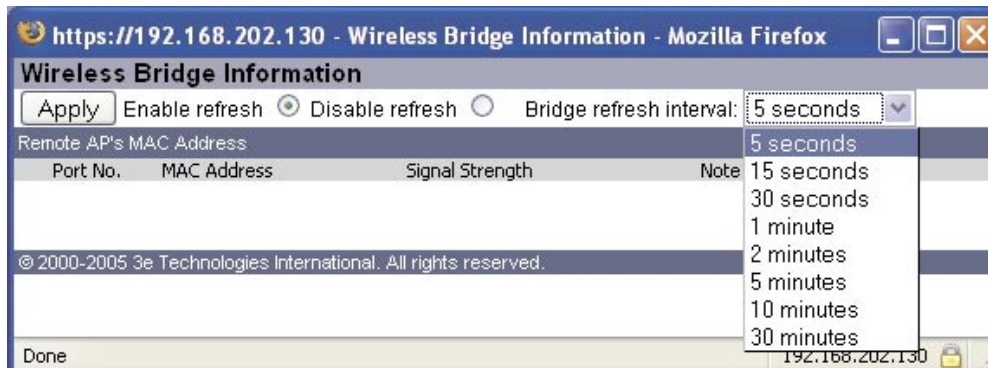 https://192.168.202.130 - Wireless Bridge Information - Mozilla Firefox
Wireless Bridge Information
Apply Enable refresh Disable refresh Bridge refresh interval: 5 seconds
Remote AP's MAC Address
Port No. MAC Address Signal Strength Note
5 seconds
15 seconds
30 seconds
1 minute
2 minutes
5 minutes
10 minutes
30 minutes
© 2000-2005 3e Technologies International. All rights reserved.
Done 192.168.202.130